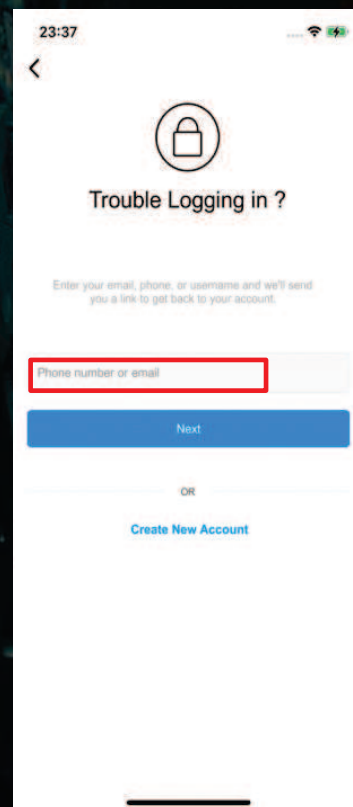 23:37
Trouble Logging in ?
Enter your email, phone, or username and we'll send
you a link to get back to your account.
Phone number or email
Next
OR
Create New Account